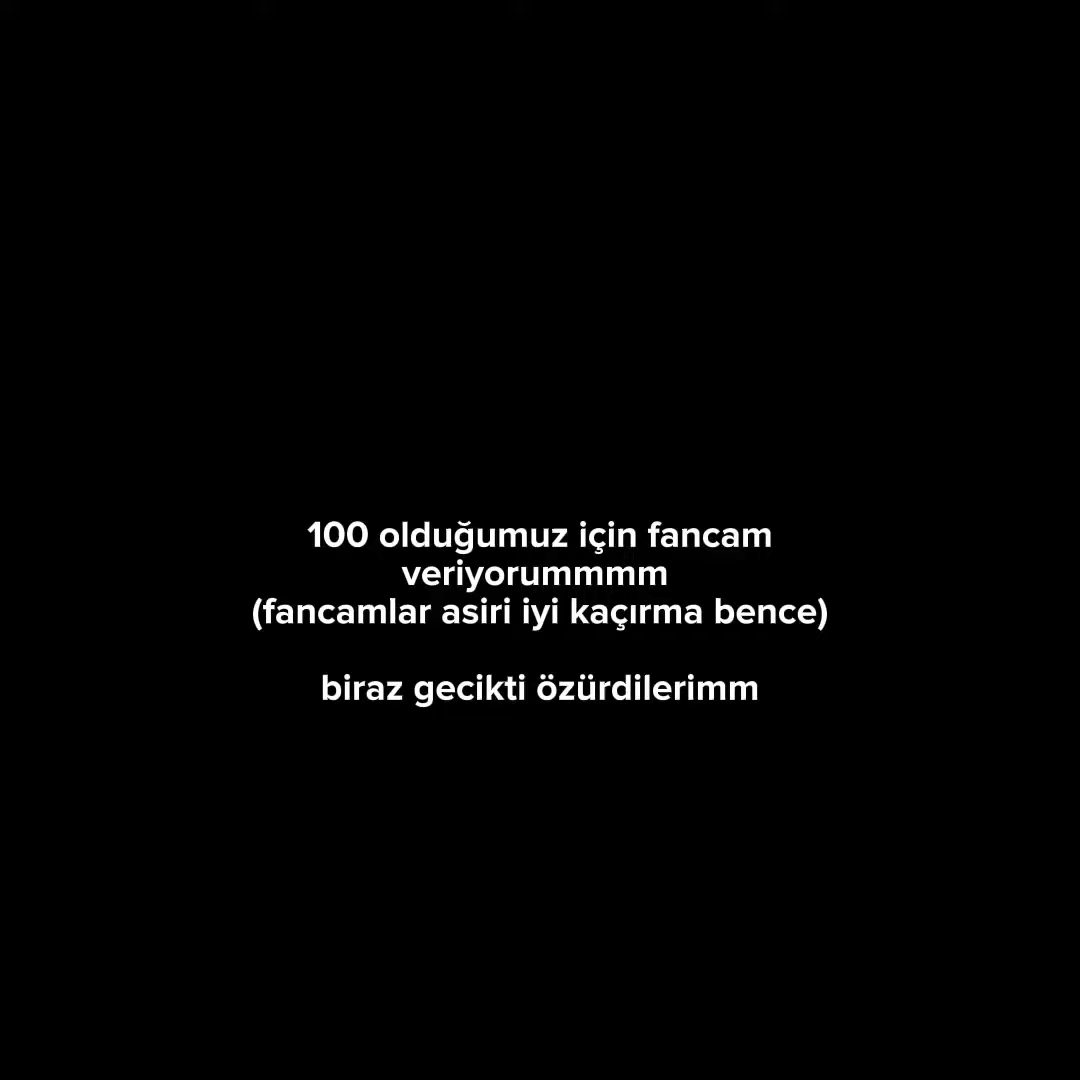 100 olduğumuz için fancam
veriyorummmm
(fancamlar asiri iyi kaçırma bence)
biraz gecikti özürdilerimm